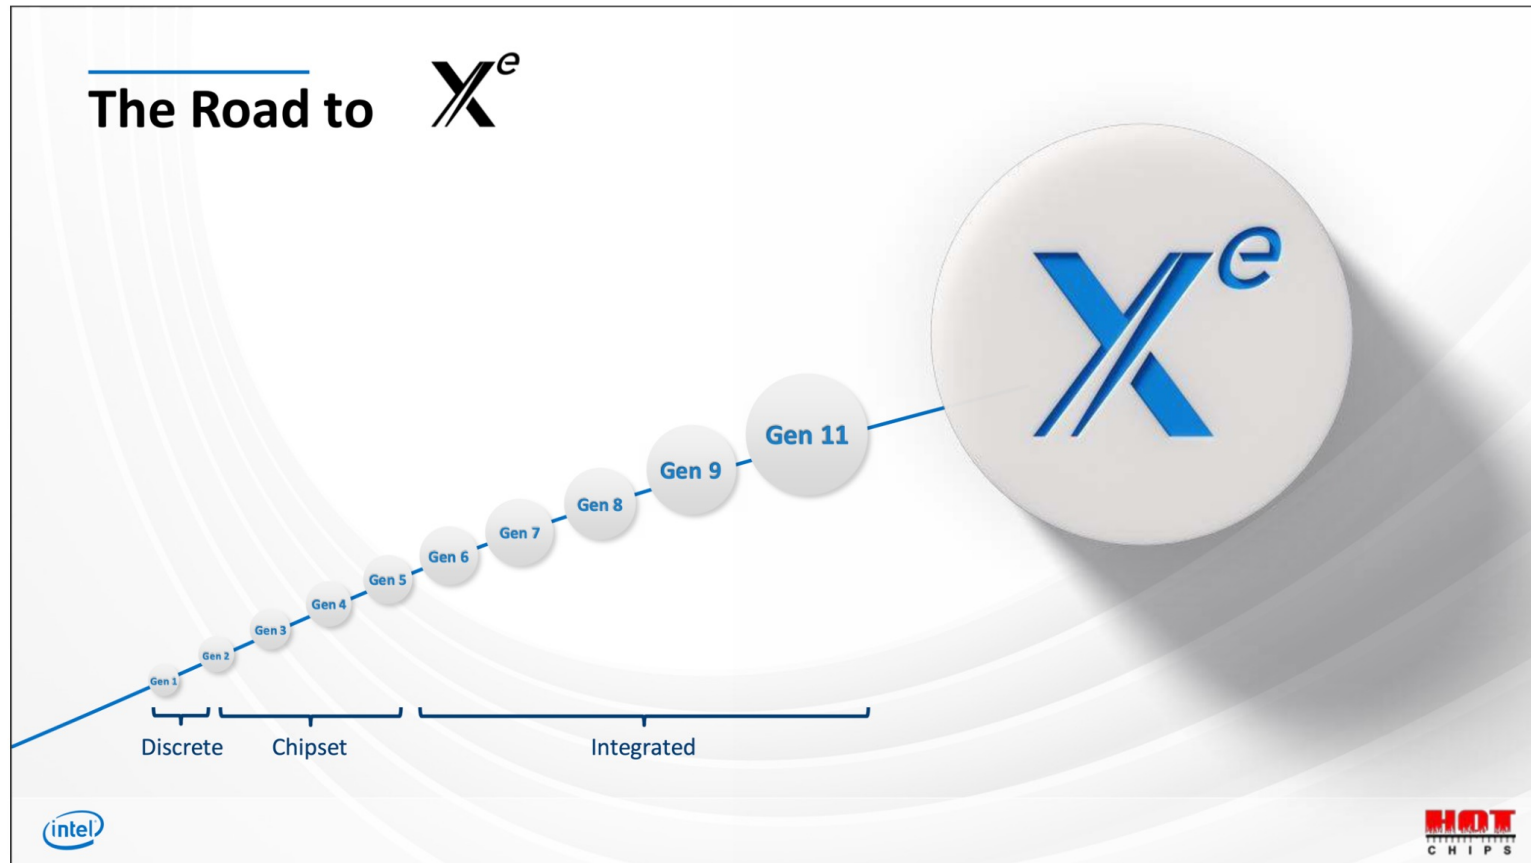 The Road to Xe
Xe
Gen 11
Gen 9
Gen 8
Gen 7
Gen 6
Gen 5
Gen 4
Gen 3
Gen 2
Gen 1
Discrete Chipset Integrated
intel
HOT
CHIPS